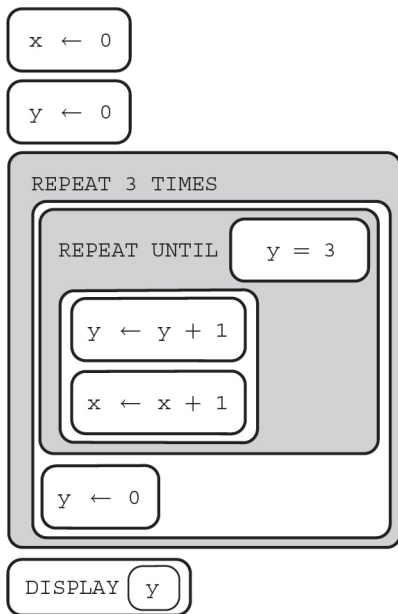 x ← 0
y ← 0
REPEAT 3 TIMES
REPEAT UNTIL y = 3
y ← y + 1
x ← x + 1
y ← 0
DISPLAY y